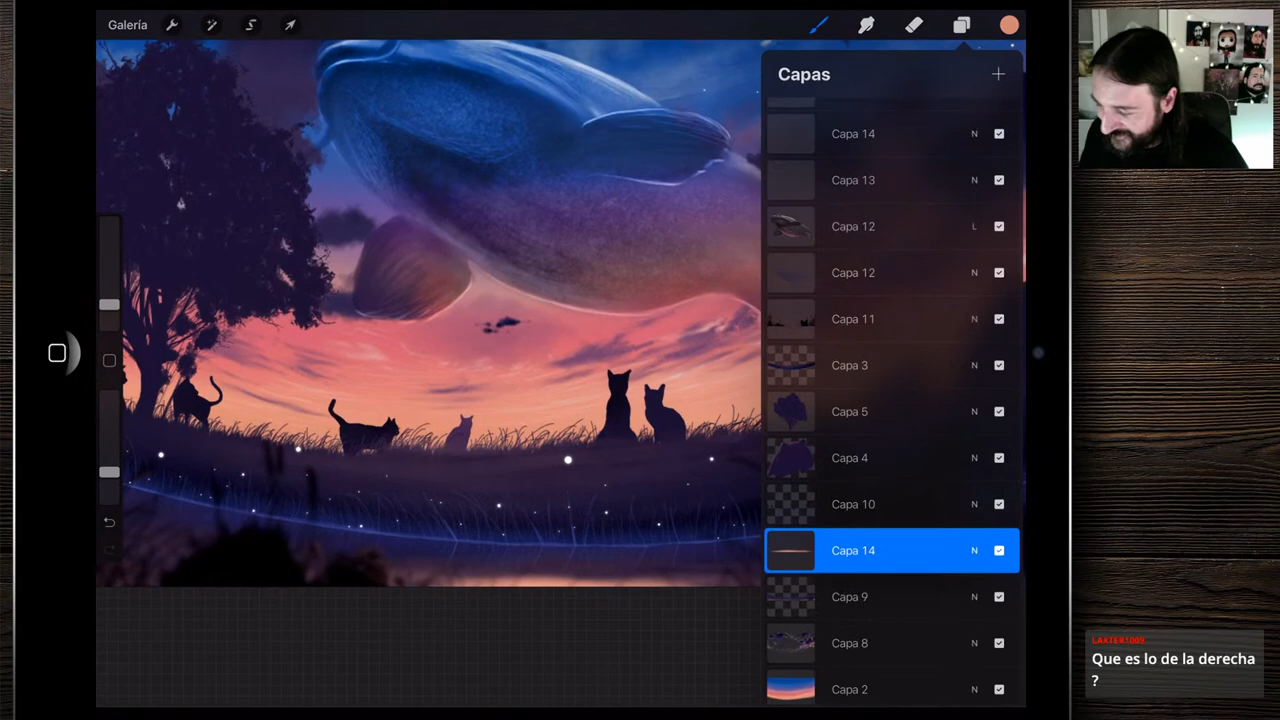 Galería
Capas
Capa 14 N
Capa 13 N
Capa 12 L
Capa 12 N
Capa 11 N
Capa 3 N
Capa 5 N
Capa 4 N
Capa 10 N
Capa 14 N
Capa 9 N
Capa 8 N
Capa 2 N
LAXTER1009
Que es lo de la derecha
?